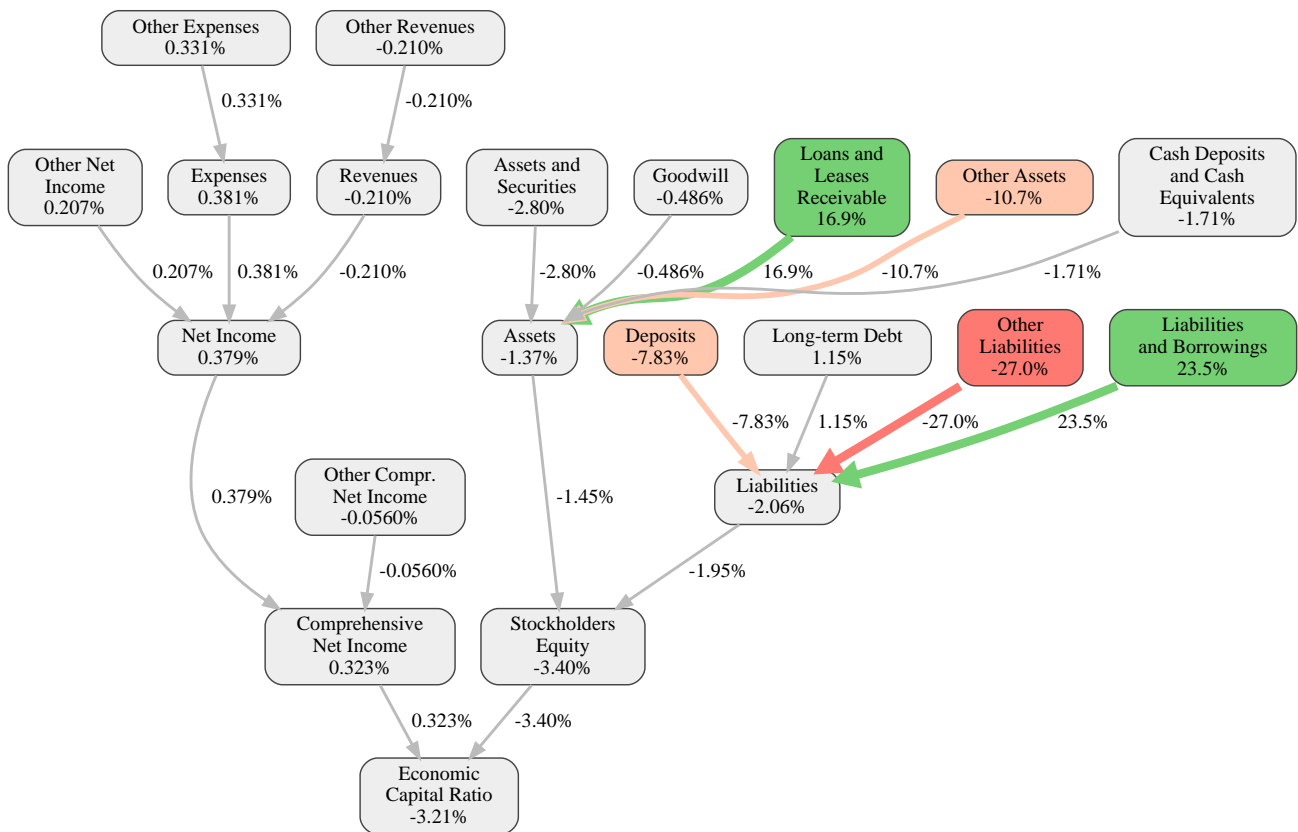 Other Expenses
0.331%
Other Revenues
-0.210%
0.331%
-0.210%
Other Net
Income
0.207%
Expenses
0.381%
Revenues
-0.210%
Assets and
Securities
-2.80%
Goodwill
-0.486%
Loans and
Leases
Receivable
16.9%
Other Assets
-10.7%
Cash Deposits
and Cash
Equivalents
-1.71%
0.207%
0.381%
-0.210%
-2.80%
-0.486%
16.9%
-10.7%
-1.71%
Net Income
0.379%
Assets
-1.37%
Deposits
-7.83%
Long-term Debt
1.15%
Other
Liabilities
-27.0%
Liabilities
and Borrowings
23.5%
-7.83%
1.15%
-27.0%
23.5%
0.379%
Other Compr.
Net Income
-0.0560%
-1.45%
Liabilities
-2.06%
-0.0560%
-1.95%
Comprehensive
Net Income
0.323%
Stockholders
Equity
-3.40%
0.323%
-3.40%
Economic
Capital Ratio
-3.21%